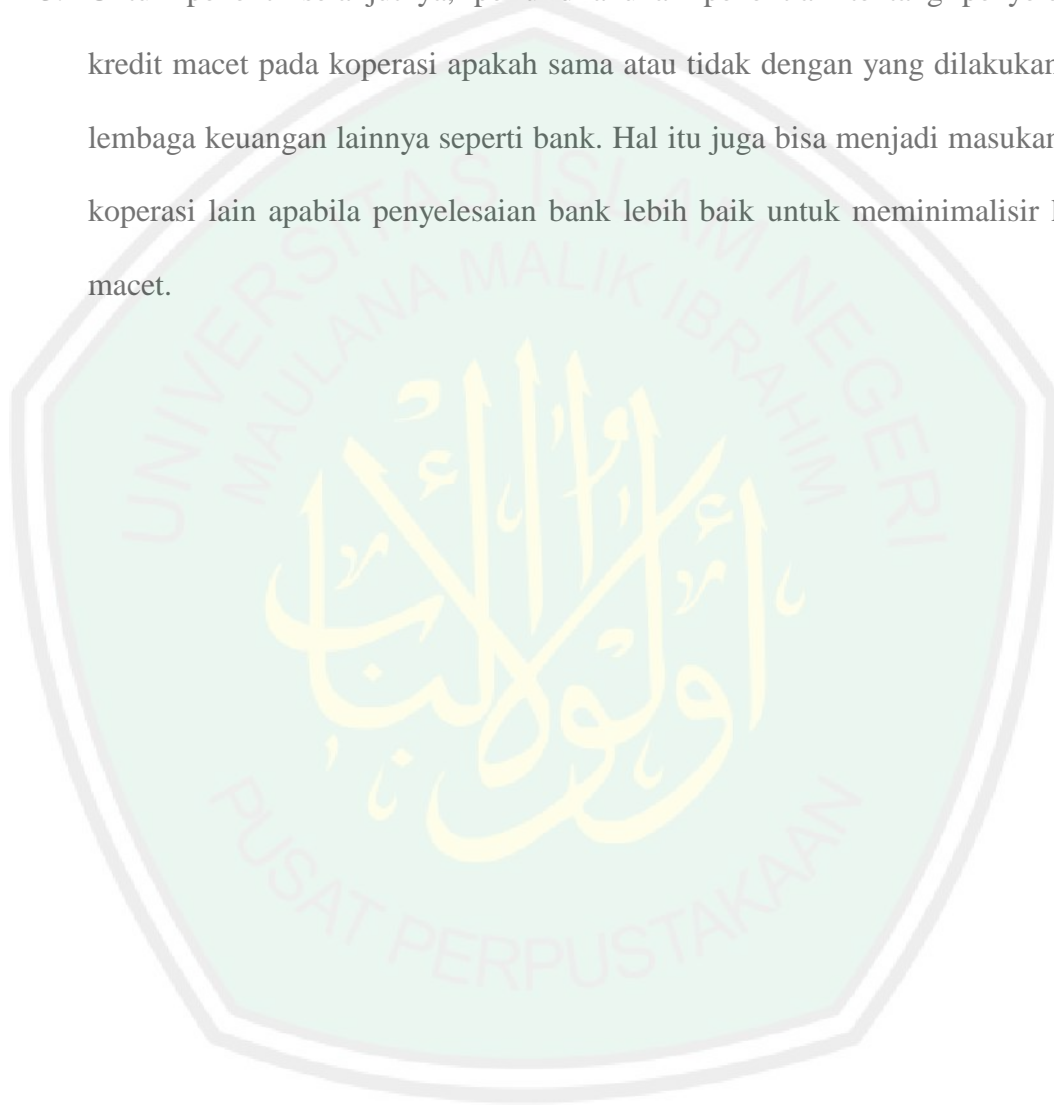 kredit macet pada koperasi apakah sama atau tidak dengan yang dilakukan
lembaga keuangan lainnya seperti bank. Hal itu juga bisa menjadi masukan
koperasi lain apabila penyelesaian bank lebih baik untuk meminimalisir
macet.
UNIVERSITAS ISLAM NEGERI
MAULANA MALIK IBRAHIM
أولو الألباب
PUSAT PERPUSTAKAAN